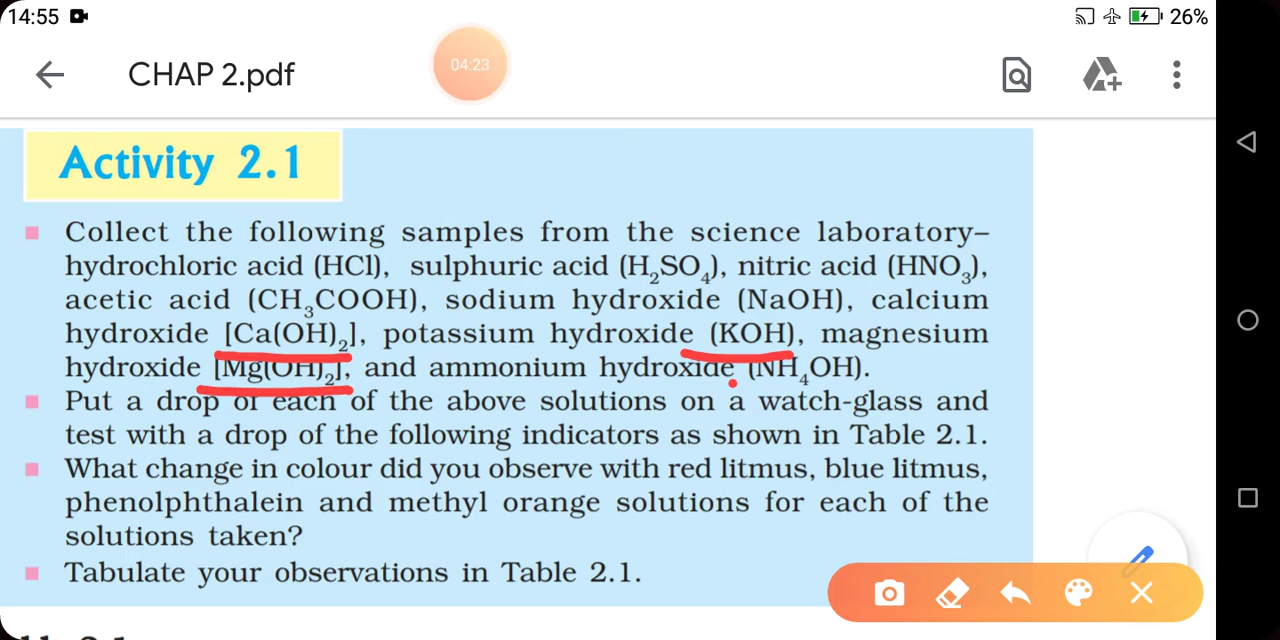 14:55
26%
CHAP 2.pdf
04:23
Activity 2.1
Collect the following samples from the science laboratory–
hydrochloric acid (HCl), sulphuric acid (H₂SO₄), nitric acid (HNO₃),
acetic acid (CH₃COOH), sodium hydroxide (NaOH), calcium
hydroxide [Ca(OH)₂], potassium hydroxide (KOH), magnesium
hydroxide [Mg(OH)₂], and ammonium hydroxide (NH₄OH).
Put a drop of each of the above solutions on a watch-glass and
test with a drop of the following indicators as shown in Table 2.1.
What change in colour did you observe with red litmus, blue litmus,
phenolphthalein and methyl orange solutions for each of the
solutions taken?
Tabulate your observations in Table 2.1.